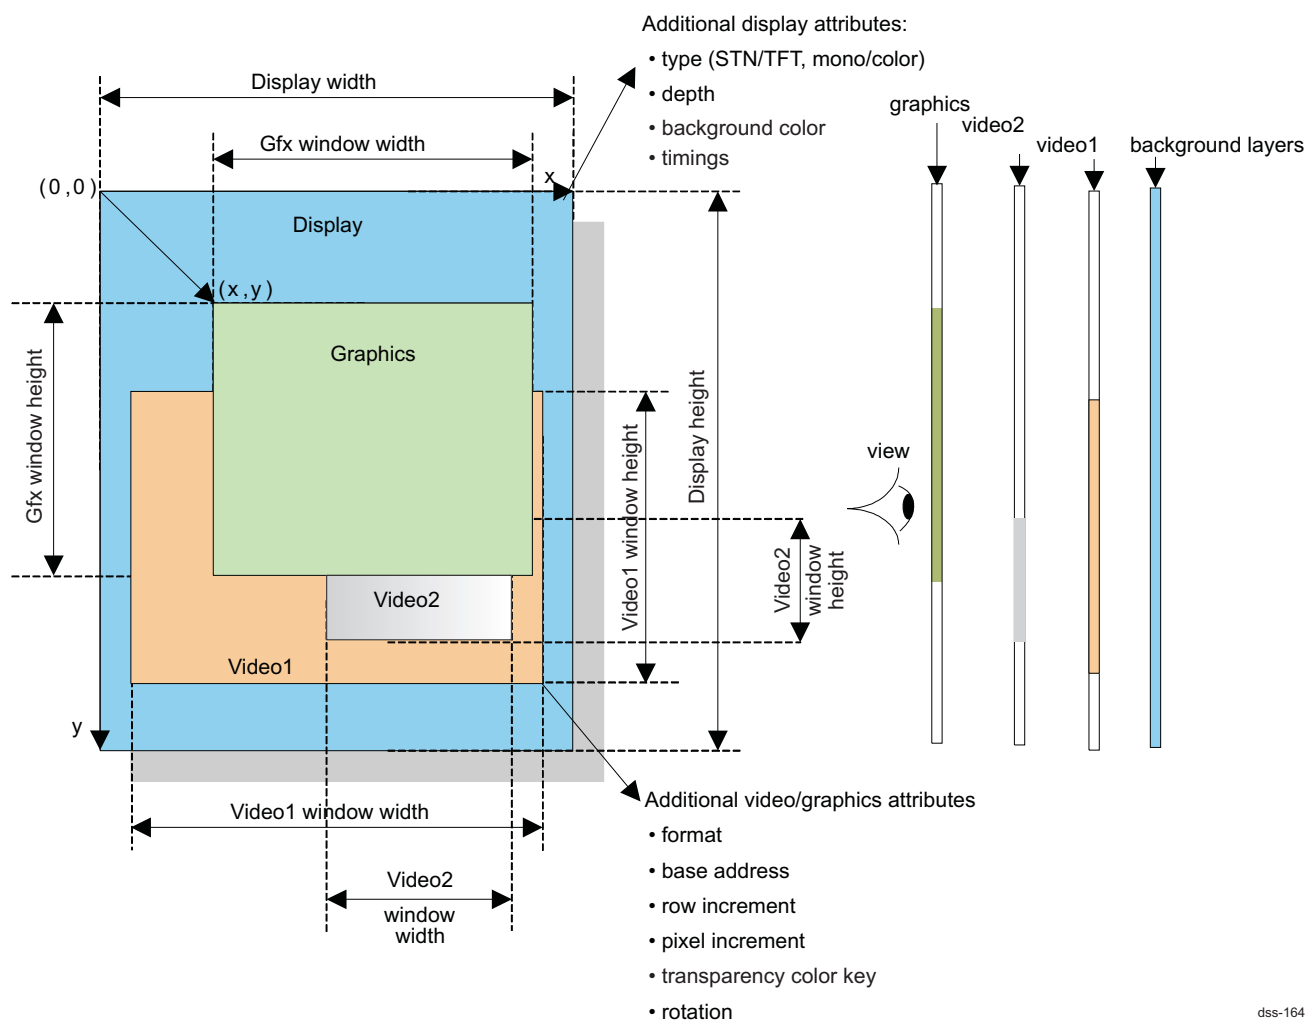 Additional display attributes:
• type (STN/TFT, mono/color)
• depth
• background color
• timings
Display width
Gfx window width
graphics
video2
video1
background layers
(0,0)
x
Display
(x,y)
Graphics
Gfx window height
Video1 window height
Display height
view
Video2
window
height
Video2
Video1
y
Video1 window width
Video2
window
width
Additional video/graphics attributes
• format
• base address
• row increment
• pixel increment
• transparency color key
• rotation
dss-164